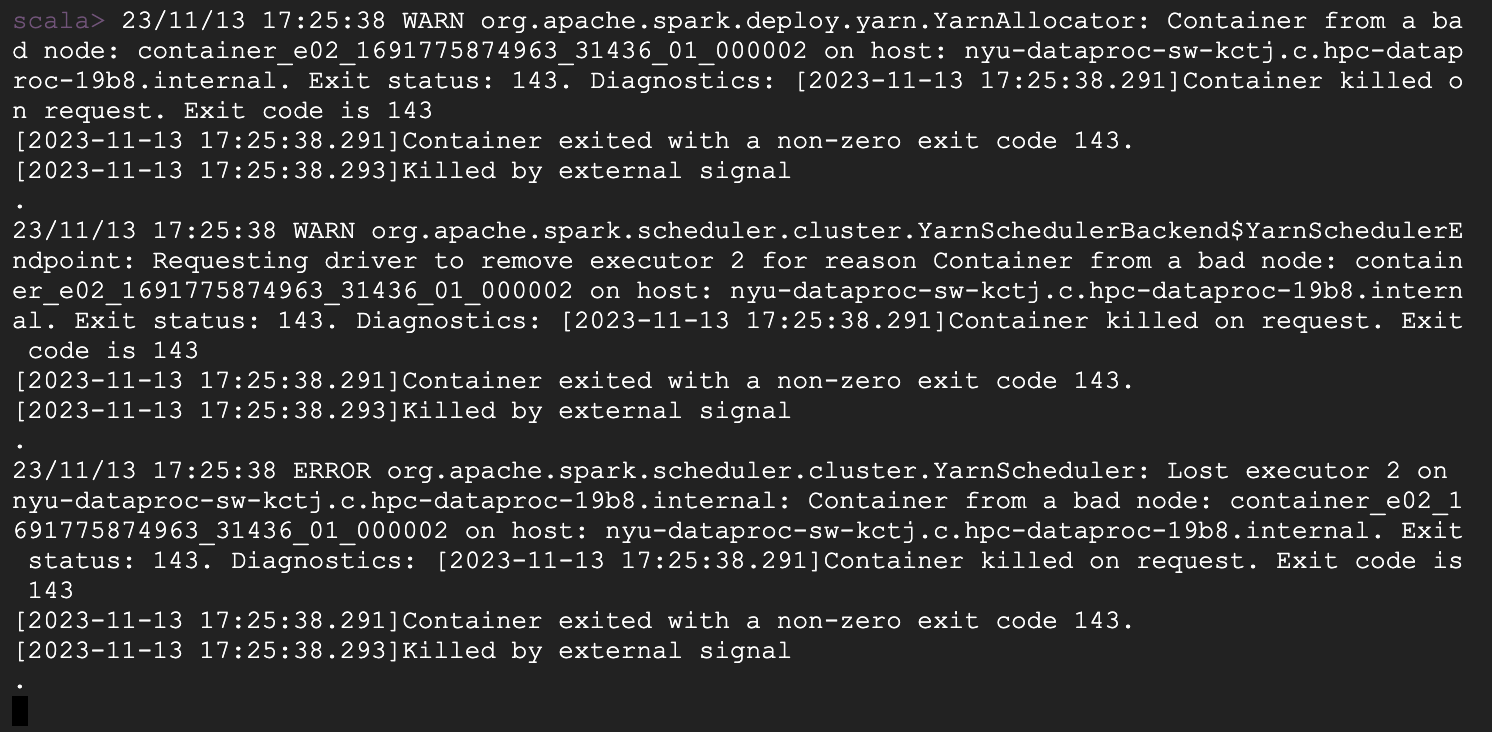 scala> 23/11/13 17:25:38 WARN org.apache.spark.deploy.yarn.YarnAllocator: Container from a ba
d node: container_e02_1691775874963_31436_01_000002 on host: nyu-dataproc-sw-kctj.c.hpc-datap
roc-19b8.internal. Exit status: 143. Diagnostics: [2023-11-13 17:25:38.291]Container killed o
n request. Exit code is 143
[2023-11-13 17:25:38.291]Container exited with a non-zero exit code 143.
[2023-11-13 17:25:38.293]Killed by external signal
.
23/11/13 17:25:38 WARN org.apache.spark.scheduler.cluster.YarnSchedulerBackend$YarnSchedulerE
ndpoint: Requesting driver to remove executor 2 for reason Container from a bad node: contain
er_e02_1691775874963_31436_01_000002 on host: nyu-dataproc-sw-kctj.c.hpc-dataproc-19b8.intern
al. Exit status: 143. Diagnostics: [2023-11-13 17:25:38.291]Container killed on request. Exit
 code is 143
[2023-11-13 17:25:38.291]Container exited with a non-zero exit code 143.
[2023-11-13 17:25:38.293]Killed by external signal
.
23/11/13 17:25:38 ERROR org.apache.spark.scheduler.cluster.YarnScheduler: Lost executor 2 on
nyu-dataproc-sw-kctj.c.hpc-dataproc-19b8.internal: Container from a bad node: container_e02_1
691775874963_31436_01_000002 on host: nyu-dataproc-sw-kctj.c.hpc-dataproc-19b8.internal. Exit
 status: 143. Diagnostics: [2023-11-13 17:25:38.291]Container killed on request. Exit code is
 143
[2023-11-13 17:25:38.291]Container exited with a non-zero exit code 143.
[2023-11-13 17:25:38.293]Killed by external signal
.